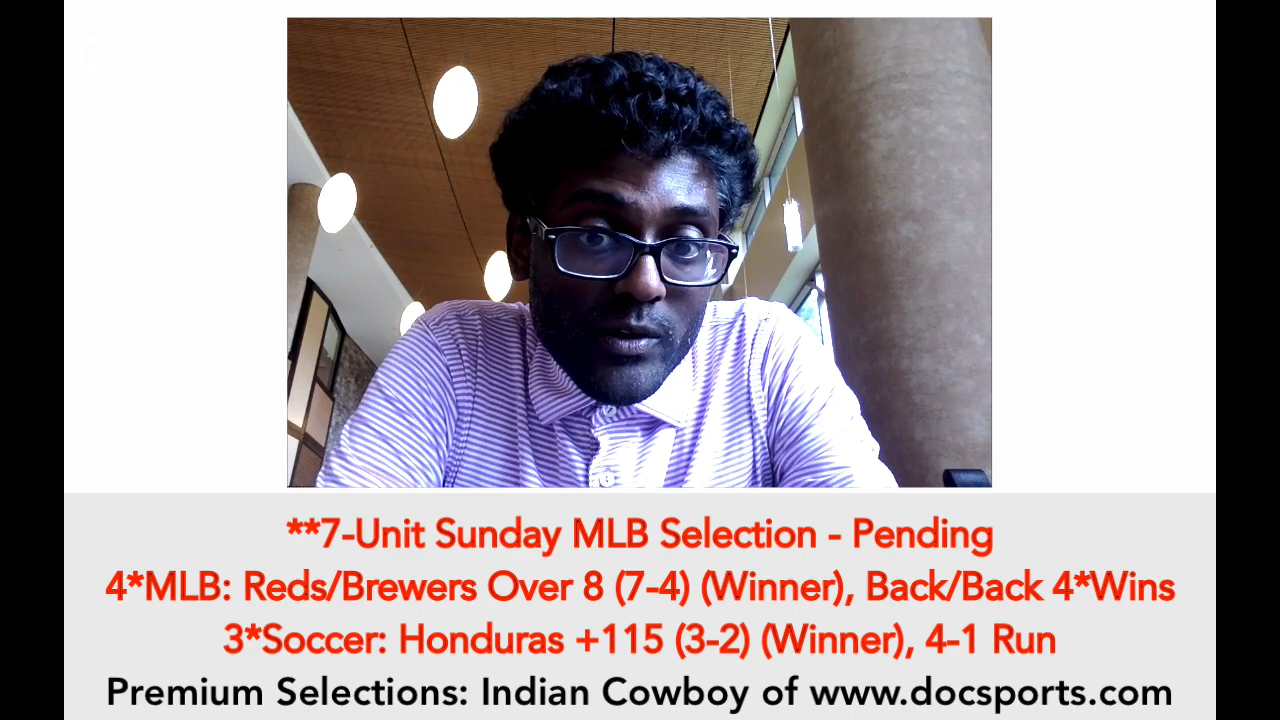 t
**7-Unit Sunday MLB Selection - Pending
4*MLB: Reds/Brewers Over 8 (7-4) (Winner), Back/Back 4*Wins
3*Soccer: Honduras +115 (3-2) (Winner), 4-1 Run
Premium Selections: Indian Cowboy of www.docsports.com